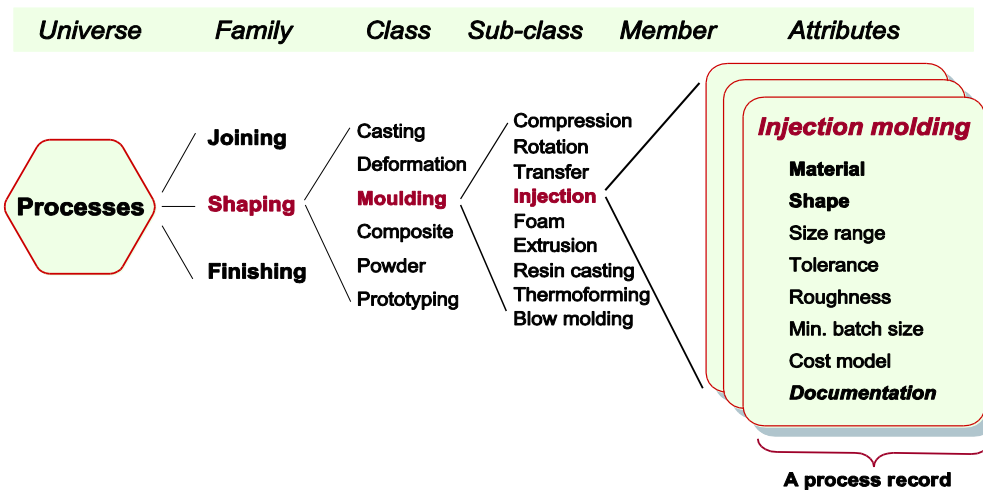 Universe Family Class Sub-class Member Attributes
Processes
Joining
Shaping
Finishing
Casting
Deformation
Moulding
Composite
Powder
Prototyping
Compression
Rotation
Transfer
Injection
Foam
Extrusion
Resin casting
Thermoforming
Blow molding
Injection molding
Material
Shape
Size range
Tolerance
Roughness
Min. batch size
Cost model
Documentation
A process record